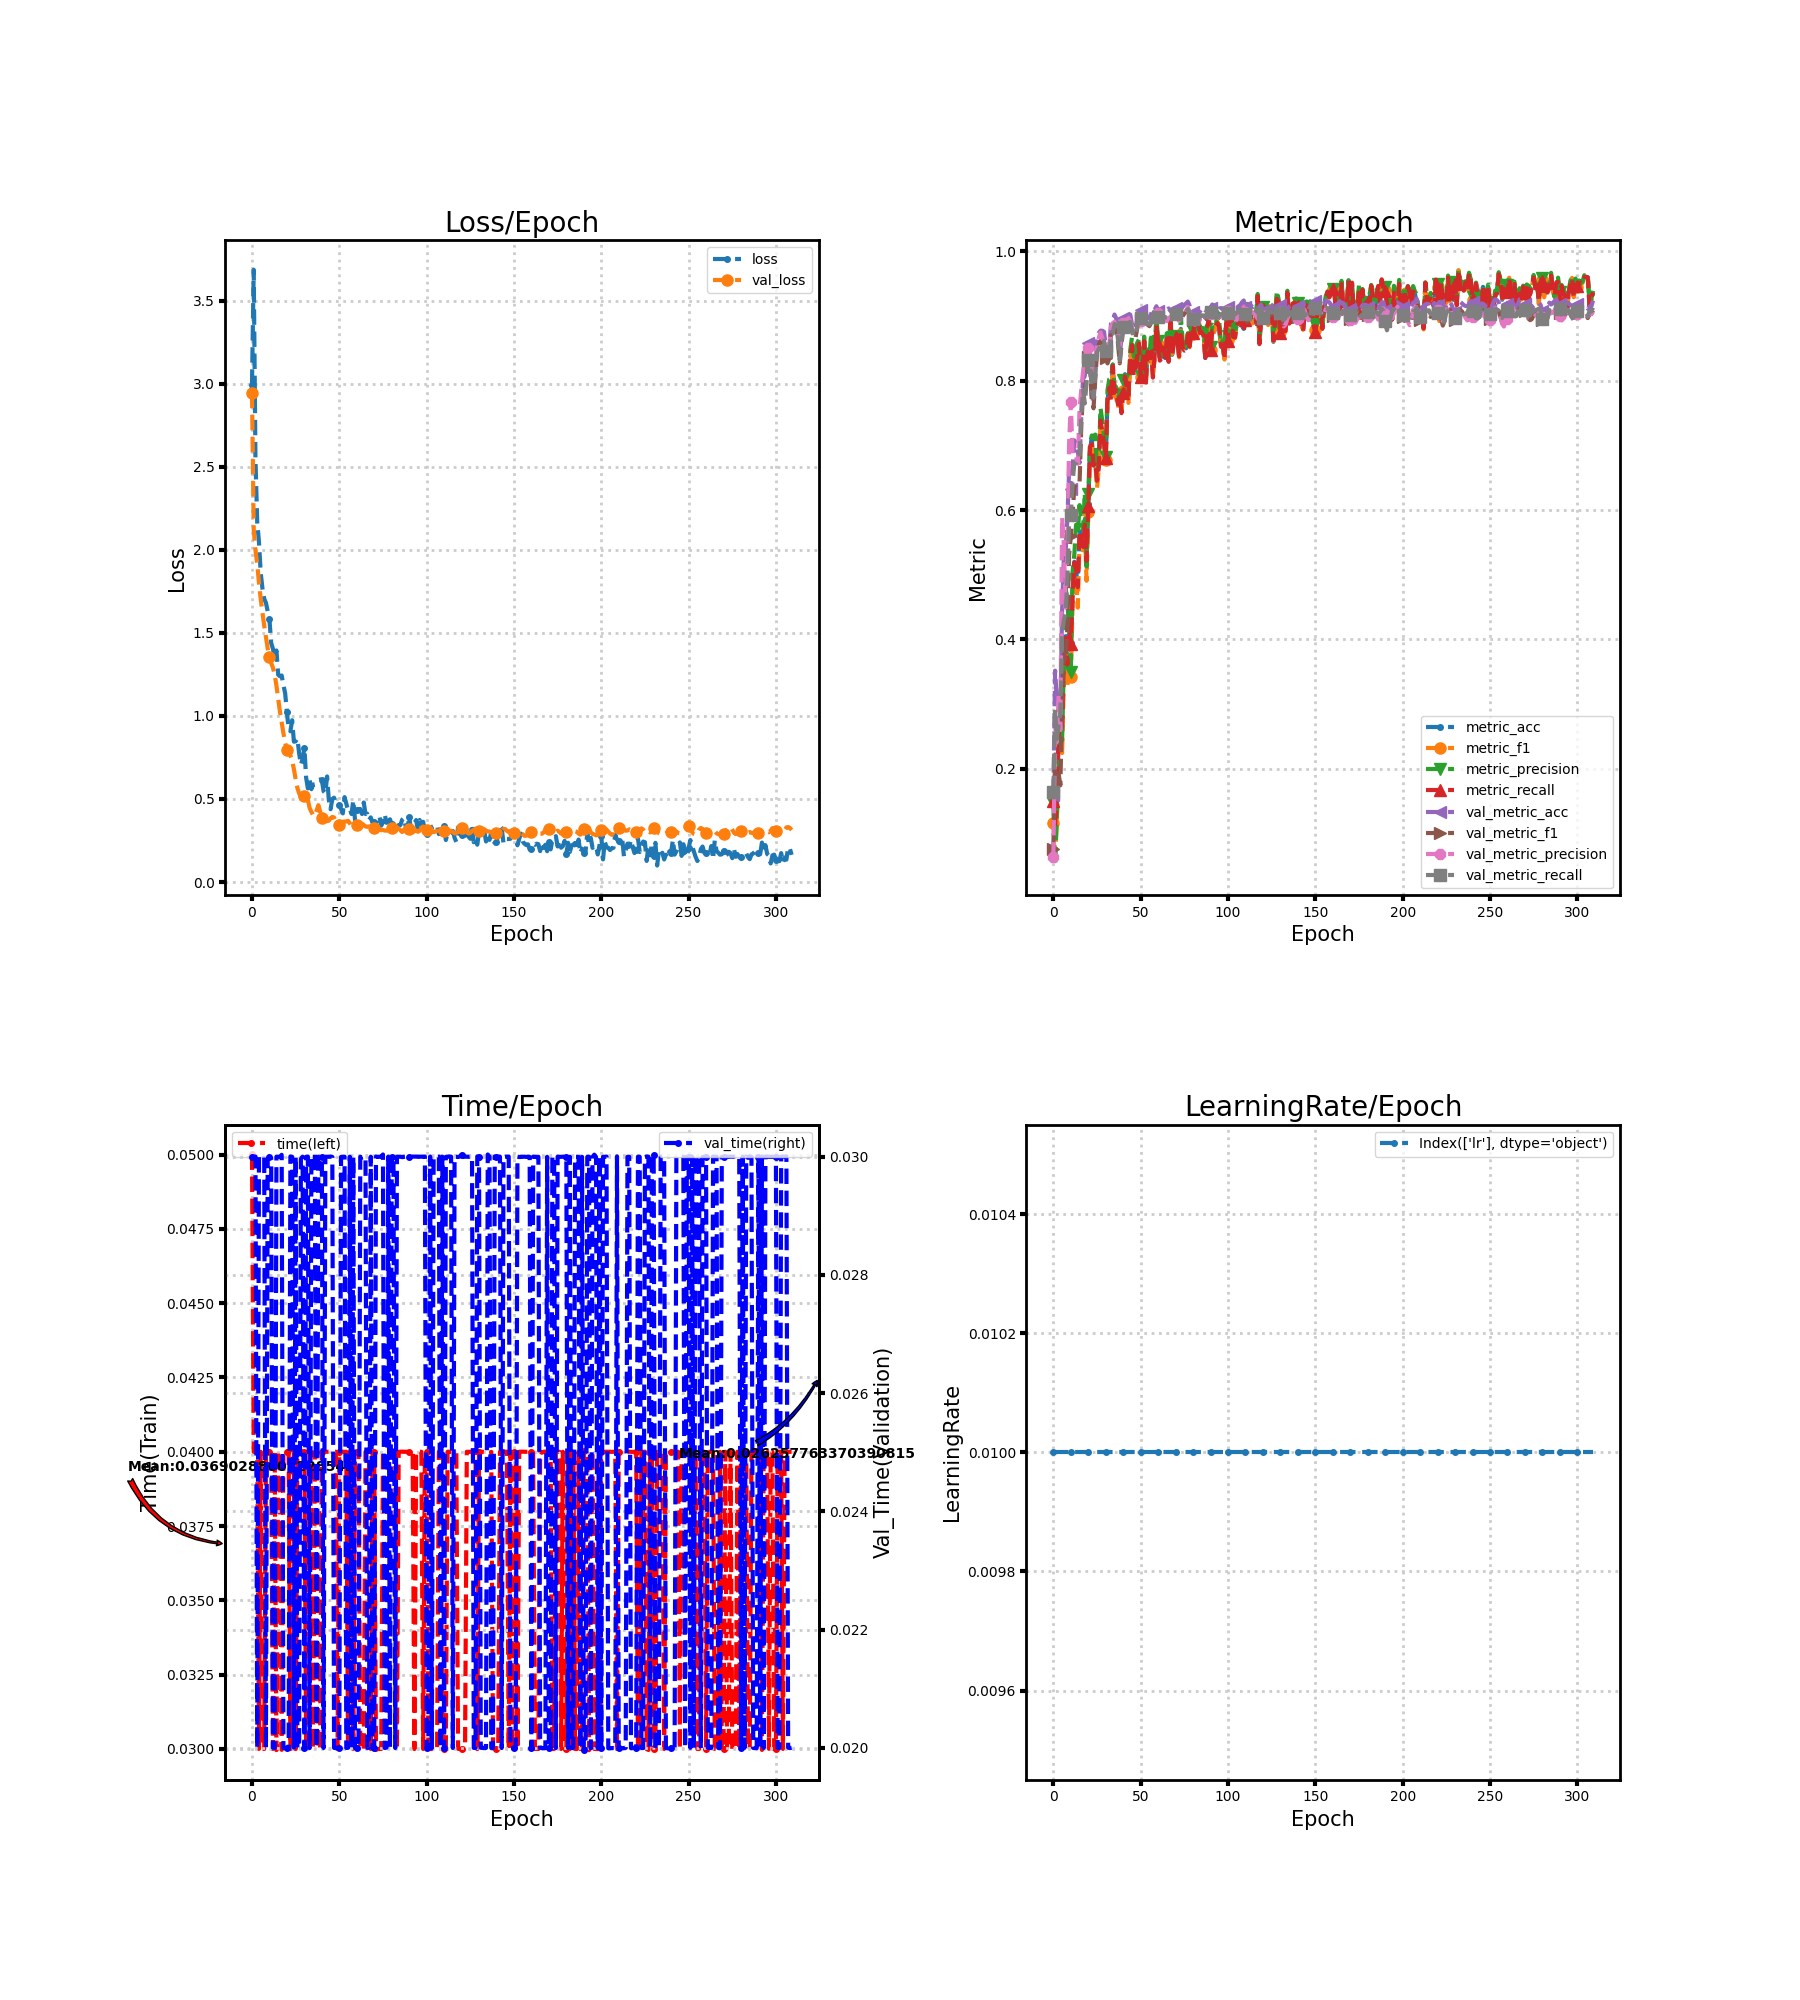 Loss/Epoch
loss
val_loss
3.5
3.0
2.5
2.0
1.5
1.0
0.5
0.0
Loss
0
50
100
150
200
250
300
Epoch
Metric/Epoch
1.0
0.8
0.6
0.4
0.2
Metric
metric_acc
metric_f1
metric_precision
metric_recall
val_metric_acc
val_metric_f1
val_metric_precision
val_metric_recall
0
50
100
150
200
250
300
Epoch
Time/Epoch
time(left)
val_time(right)
0.0500
0.0475
0.0450
0.0425
0.0400
0.0375
0.0350
0.0325
0.0300
Time(Train)
0.030
0.028
0.026
0.024
0.022
0.020
Val_Time(Validation)
Mean:0.026257763370390815
0
50
100
150
200
250
300
Epoch
LearningRate/Epoch
Index(['lr'], dtype='object')
0.0104
0.0102
0.0100
0.0098
0.0096
LearningRate
0
50
100
150
200
250
300
Epoch